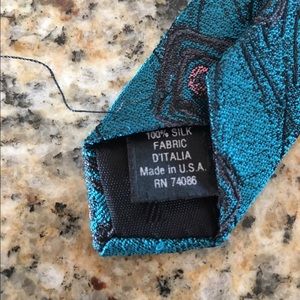 100% SILK
FABRIC
D'ITALIA
Made in U.S.A.
RN 74086